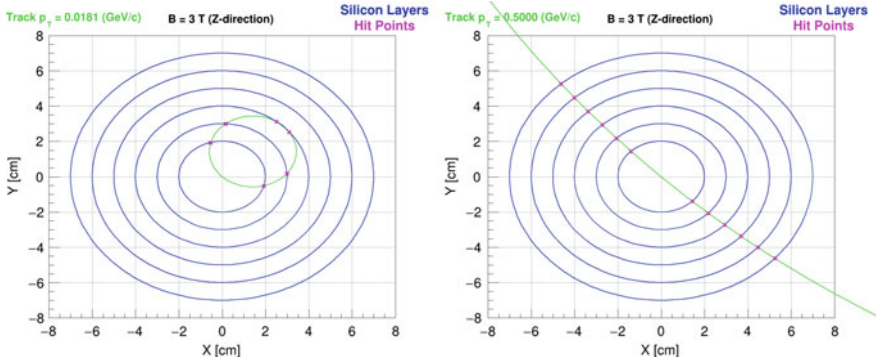 Track pT = 0.0181 (GeV/c)
B = 3 T (Z-direction)
Silicon Layers
Hit Points
8
6
4
2
0
−2
−4
−6
−8
Y [cm]
−8 −6 −4 −2 0 2 4 6 8
X [cm]
Track pT = 0.5000 (GeV/c)
B = 3 T (Z-direction)
Silicon Layers
Hit Points
8
6
4
2
0
−2
−4
−6
−8
Y [cm]
−8 −6 −4 −2 0 2 4 6 8
X [cm]